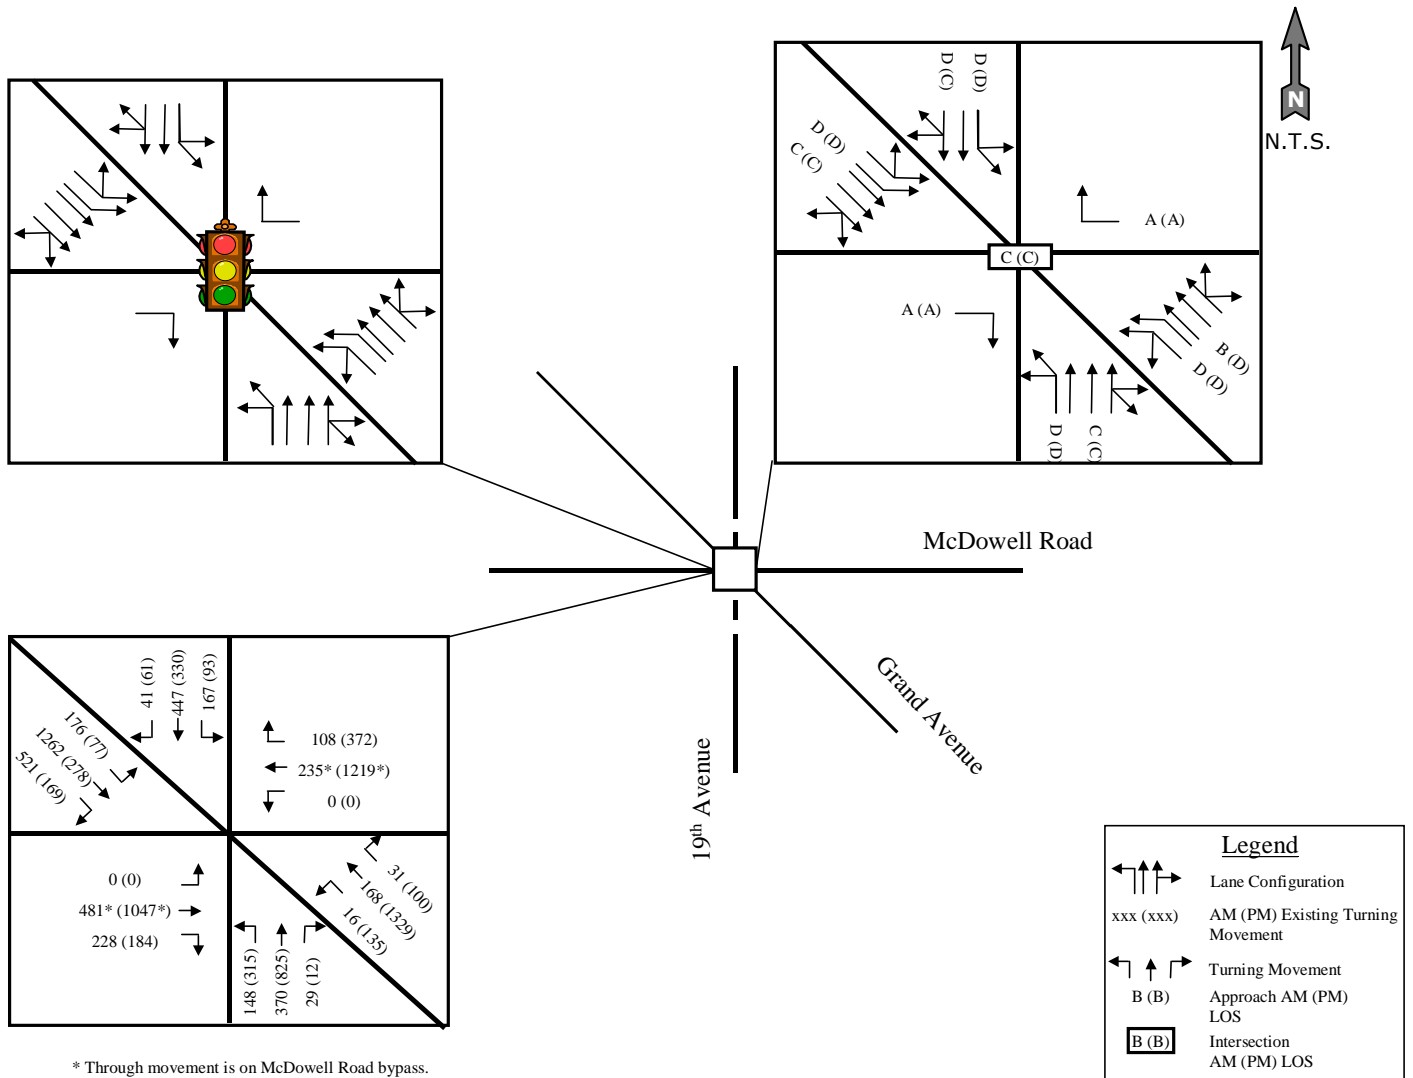 N
N.T.S.
D (C)
D (D)
D (D)
C (C)
A (A)
C (C)
A (A)
B (D)
D (D)
D (D)
C (C)
McDowell Road
Grand Avenue
19th Avenue
41 (61)
447 (330)
167 (93)
176 (77)
1262 (278)
521 (169)
108 (372)
235* (1219*)
0 (0)
0 (0)
481* (1047*)
228 (184)
31 (100)
168 (1329)
16 (135)
148 (315)
370 (825)
29 (12)
* Through movement is on McDowell Road bypass.
Legend
Lane Configuration
xxx (xxx) AM (PM) Existing Turning
Movement
Turning Movement
B (B) Approach AM (PM)
LOS
B (B) Intersection
AM (PM) LOS